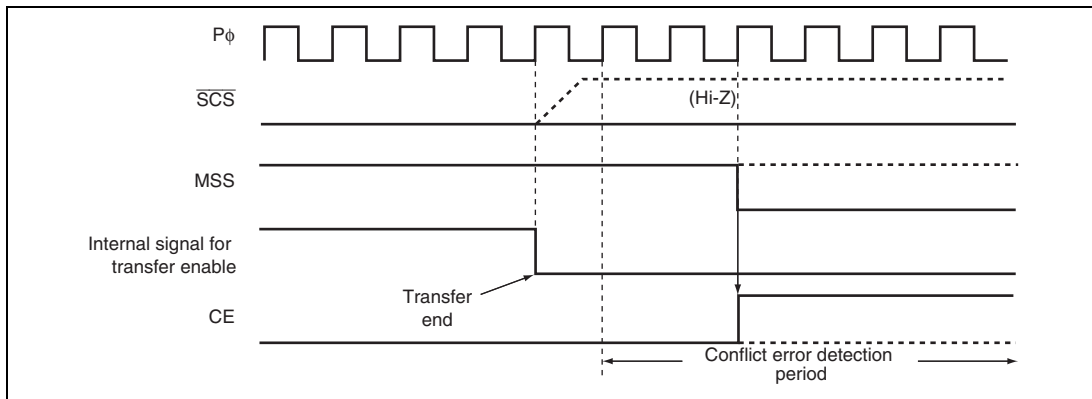 Pϕ
SCS
(Hi-Z)
MSS
Internal signal for
transfer enable
Transfer
end
CE
Conflict error detection
period